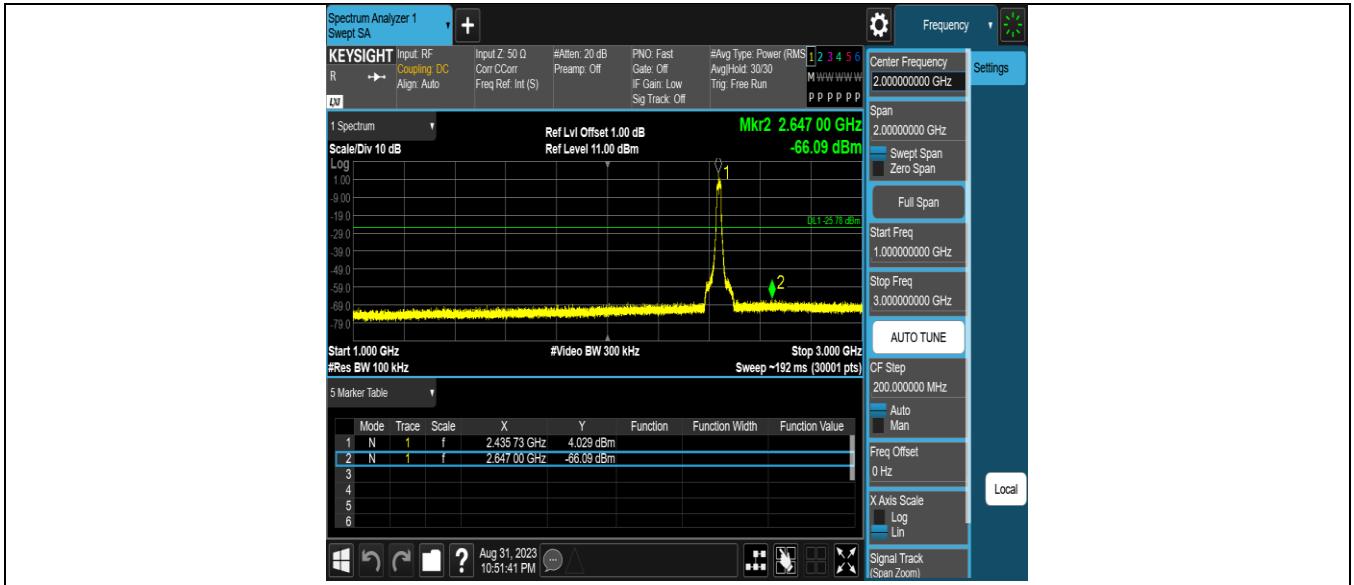 Spectrum Analyzer 1
Swept SA
+
Frequency
KEYSIGHT
R
LXI
Input: RF
Coupling: DC
Align: Auto
Input Z: 50 Ω
Corr CCorr
Freq Ref: Int (S)
#Atten: 20 dB
Preamp: Off
PNO: Fast
Gate: Off
IF Gain: Low
Sig Track: Off
#Avg Type: Power (RMS
Avg|Hold: 30/30
Trig: Free Run
1 2 3 4 5 6
M W W W W W
P P P P P P
1 Spectrum
Scale/Div 10 dB
Ref Lvl Offset 1.00 dB
Ref Level 11.00 dBm
Mkr2 2.647 00 GHz
-66.09 dBm
Log
1.00
-9.00
-19.0
-29.0
-39.0
-49.0
-59.0
-69.0
-79.0
1
DL1 -25.78 dBm
2
Start 1.000 GHz
#Video BW 300 kHz
Stop 3.000 GHz
#Res BW 100 kHz
Sweep ~192 ms (30001 pts)
5 Marker Table
Mode Trace Scale X Y Function Function Width Function Value
1 N 1 f 2.435 73 GHz 4.029 dBm
2 N 1 f 2.647 00 GHz -66.09 dBm
3
4
5
6
?
Aug 31, 2023
10:51:41 PM
Center Frequency
2.000000000 GHz
Settings
Span
2.00000000 GHz
Swept Span
Zero Span
Full Span
Start Freq
1.000000000 GHz
Stop Freq
3.000000000 GHz
AUTO TUNE
CF Step
200.000000 MHz
Auto
Man
Freq Offset
0 Hz
X Axis Scale
Log
Lin
Local
Signal Track
(Span Zoom)